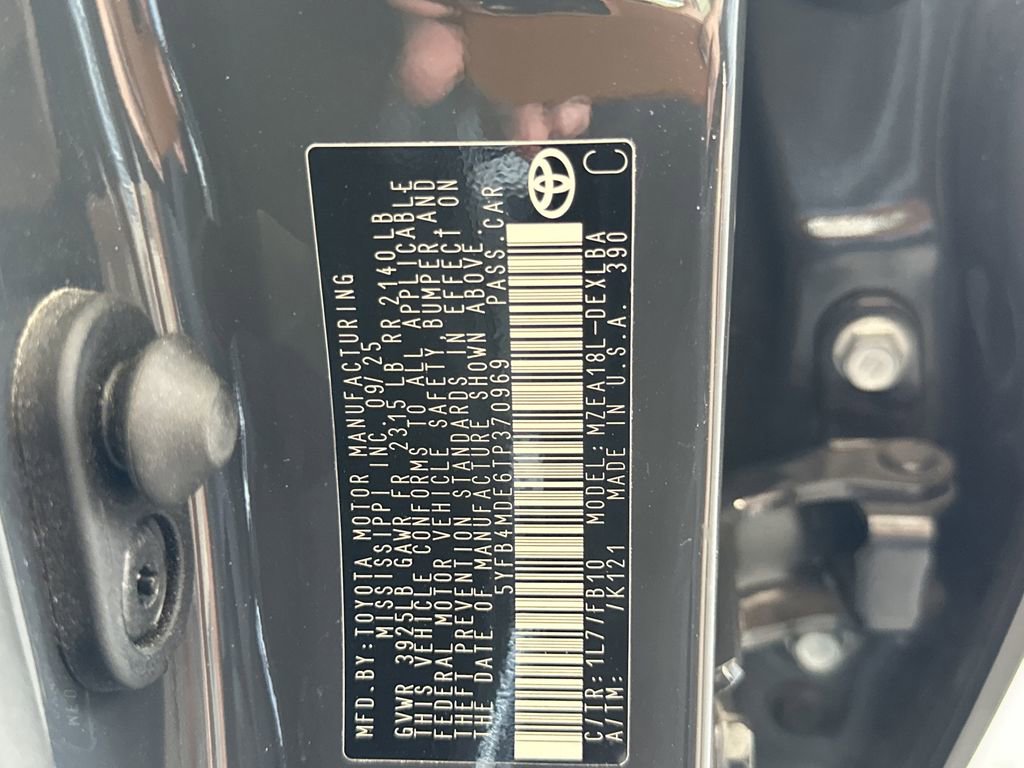 MFD.BY:TOYOTA MOTOR MANUFACTURING
MISSISSIPPI INC.09/25
GVWR 3925LB GAWR FR 2315 LB RR 2140LB
THIS VEHICLE CONFORMS TO ALL APPLICABLE
FEDERAL MOTOR VEHICLE SAFETY,BUMPER,AND
THEFT PREVENTION STANDARDS IN EFFECT ON
THE DATE OF MANUFACTURE SHOWN ABOVE.
5YFB4MDE6TP370969 PASS.CAR
C/TR:1L7/FB10 MODEL:MZEA18L-DEXLBA
A/TM: /K121 MADE IN U.S.A. 390
C